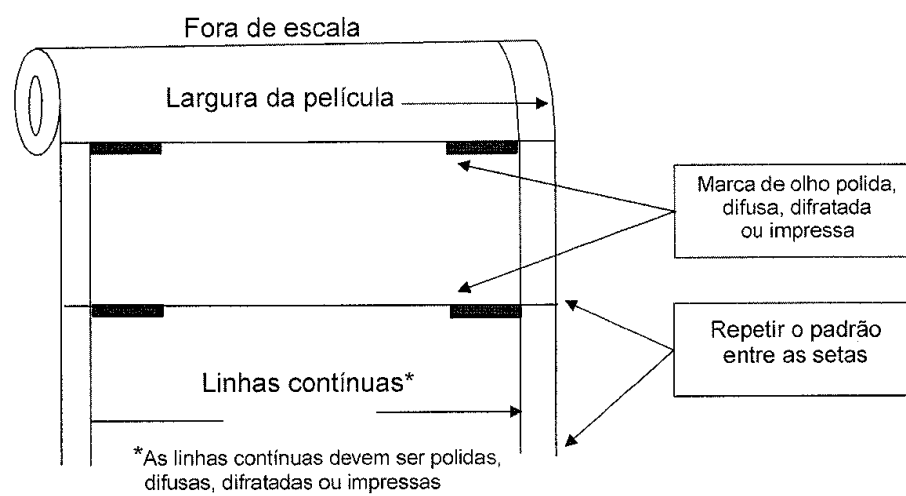 Fora de escala
Largura da película
Marca de olho polida,
difusa, difratada
ou impressa
Repetir o padrão
entre as setas
Linhas contínuas*
*As linhas contínuas devem ser polidas,
difusas, difratadas ou impressas